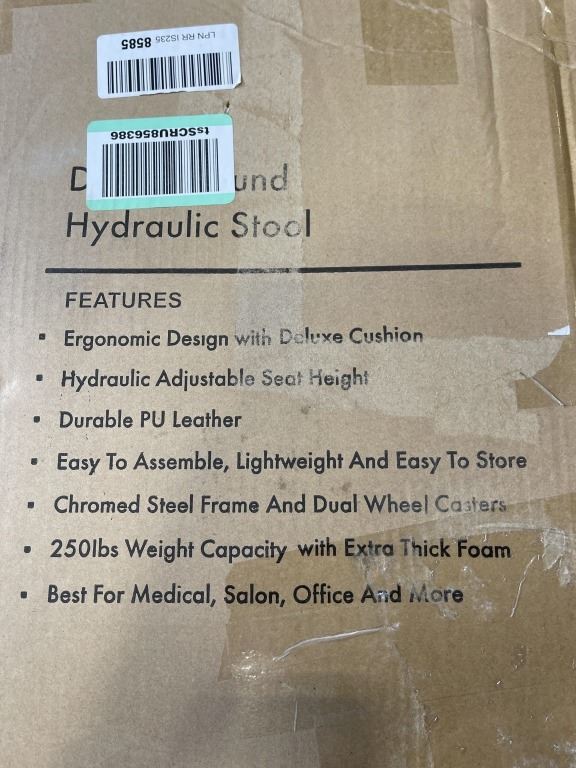 LPN RR IS235 8585
tsSCRU856386
und
Hydraulic Stool
FEATURES
▪ Ergonomic Design with Deluxe Cushion
▪ Hydraulic Adjustable Seat Height
▪ Durable PU Leather
▪ Easy To Assemble, Lightweight And Easy To Store
▪ Chromed Steel Frame And Dual Wheel Casters
▪ 250lbs Weight Capacity with Extra Thick Foam
▪ Best For Medical, Salon, Office And More